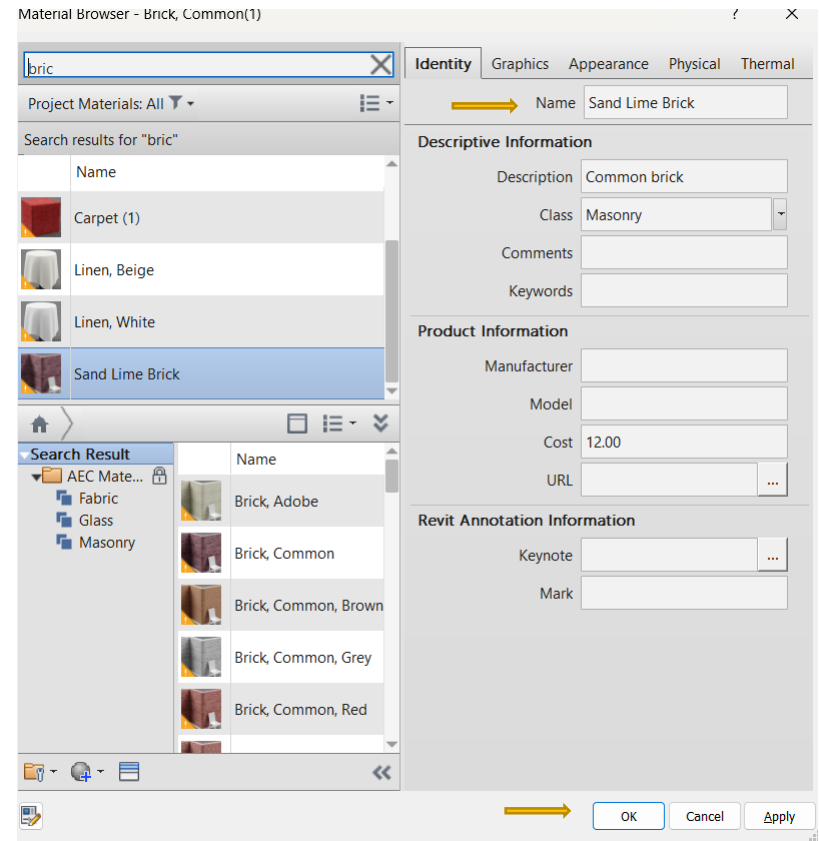 Material Browser - Brick, Common(1) ?
bric
Project Materials: All
Search results for "bric"
Name
Carpet (1)
Linen, Beige
Linen, White
Sand Lime Brick
Search Result
AEC Mate...
Fabric
Glass
Masonry
Name
Brick, Adobe
Brick, Common
Brick, Common, Brown
Brick, Common, Grey
Brick, Common, Red
Identity Graphics Appearance Physical Thermal
Name Sand Lime Brick
Descriptive Information
Description Common brick
Class Masonry
Comments
Keywords
Product Information
Manufacturer
Model
Cost 12.00
URL ...
Revit Annotation Information
Keynote ...
Mark
OK Cancel Apply